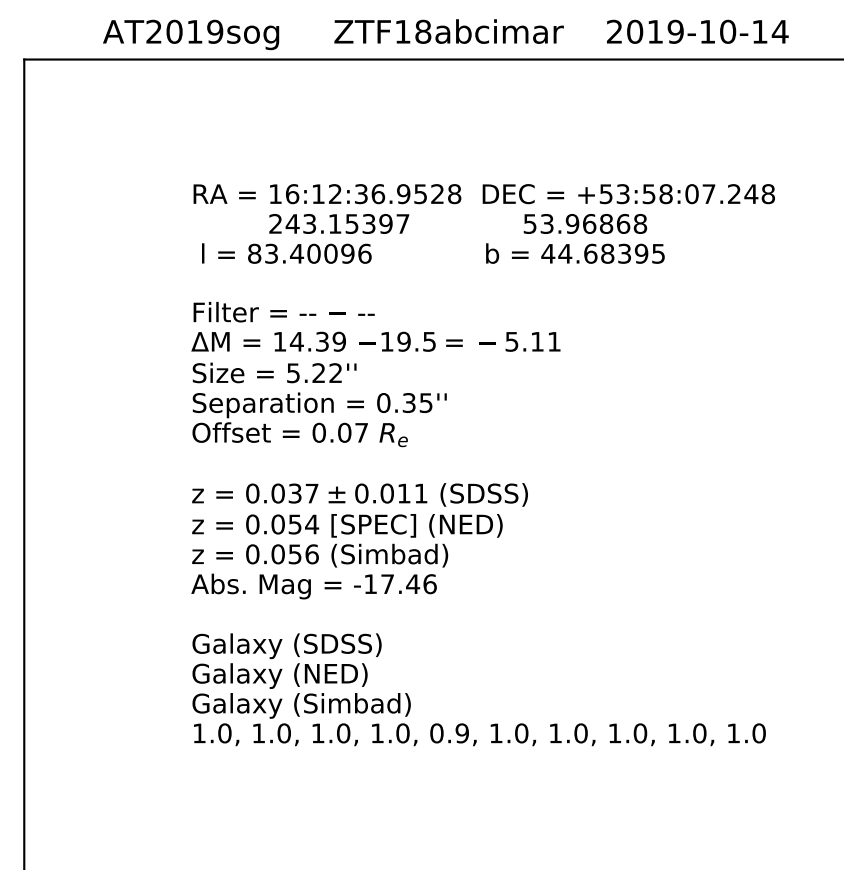 AT2019sog ZTF18abcimar 2019-10-14
RA = 16:12:36.9528 DEC = +53:58:07.248
243.15397 53.96868
l = 83.40096 b = 44.68395
Filter = -- − --
ΔM = 14.39 −19.5 = − 5.11
Size = 5.22''
Separation = 0.35''
Offset = 0.07 Rₑ
z = 0.037 ± 0.011 (SDSS)
z = 0.054 [SPEC] (NED)
z = 0.056 (Simbad)
Abs. Mag = -17.46
Galaxy (SDSS)
Galaxy (NED)
Galaxy (Simbad)
1.0, 1.0, 1.0, 1.0, 0.9, 1.0, 1.0, 1.0, 1.0, 1.0